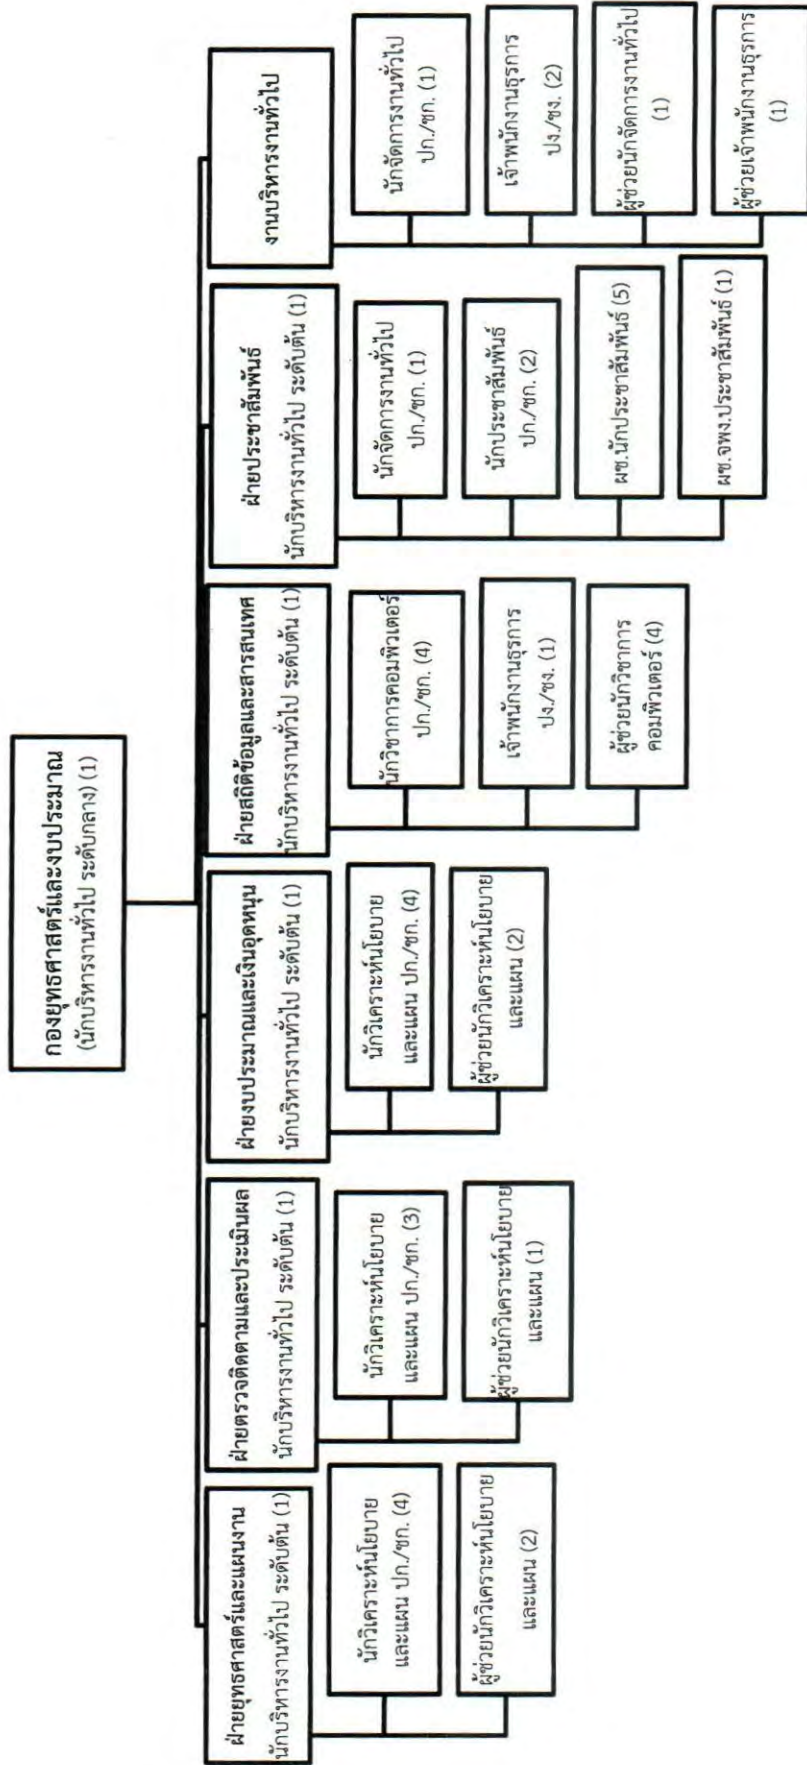 กองยุทธศาสตร์และงบประมาณ
(นักบริหารงานทั่วไป ระดับกลาง) (1)
ฝ่ายยุทธศาสตร์และแผนงาน
นักบริหารงานทั่วไป ระดับต้น (1)
นักวิเคราะห์นโยบาย
และแผน ปก./ชก. (4)
ผู้ช่วยนักวิเคราะห์นโยบาย
และแผน (2)
ฝ่ายตรวจติดตามและประเมินผล
นักบริหารงานทั่วไป ระดับต้น (1)
นักวิเคราะห์นโยบาย
และแผน ปก./ชก. (3)
ผู้ช่วยนักวิเคราะห์นโยบาย
และแผน (1)
ฝ่ายงบประมาณและเงินอุดหนุน
นักบริหารงานทั่วไป ระดับต้น (1)
นักวิเคราะห์นโยบาย
และแผน ปก./ชก. (4)
ผู้ช่วยนักวิเคราะห์นโยบาย
และแผน (2)
ฝ่ายสถิติข้อมูลและสารสนเทศ
นักบริหารงานทั่วไป ระดับต้น (1)
นักวิชาการคอมพิวเตอร์
ปก./ชก. (4)
เจ้าพนักงานธุรการ
ปง./ชง. (1)
ผู้ช่วยนักวิชาการ
คอมพิวเตอร์ (4)
ฝ่ายประชาสัมพันธ์
นักบริหารงานทั่วไป ระดับต้น (1)
นักจัดการงานทั่วไป
ปก./ชก. (1)
นักประชาสัมพันธ์
ปก./ชก. (2)
ผช.นักประชาสัมพันธ์ (5)
ผช.จพง.ประชาสัมพันธ์ (1)
งานบริหารงานทั่วไป
นักจัดการงานทั่วไป
ปก./ชก. (1)
เจ้าพนักงานธุรการ
ปง./ชง. (2)
ผู้ช่วยนักจัดการงานทั่วไป
(1)
ผู้ช่วยเจ้าพนักงานธุรการ
(1)